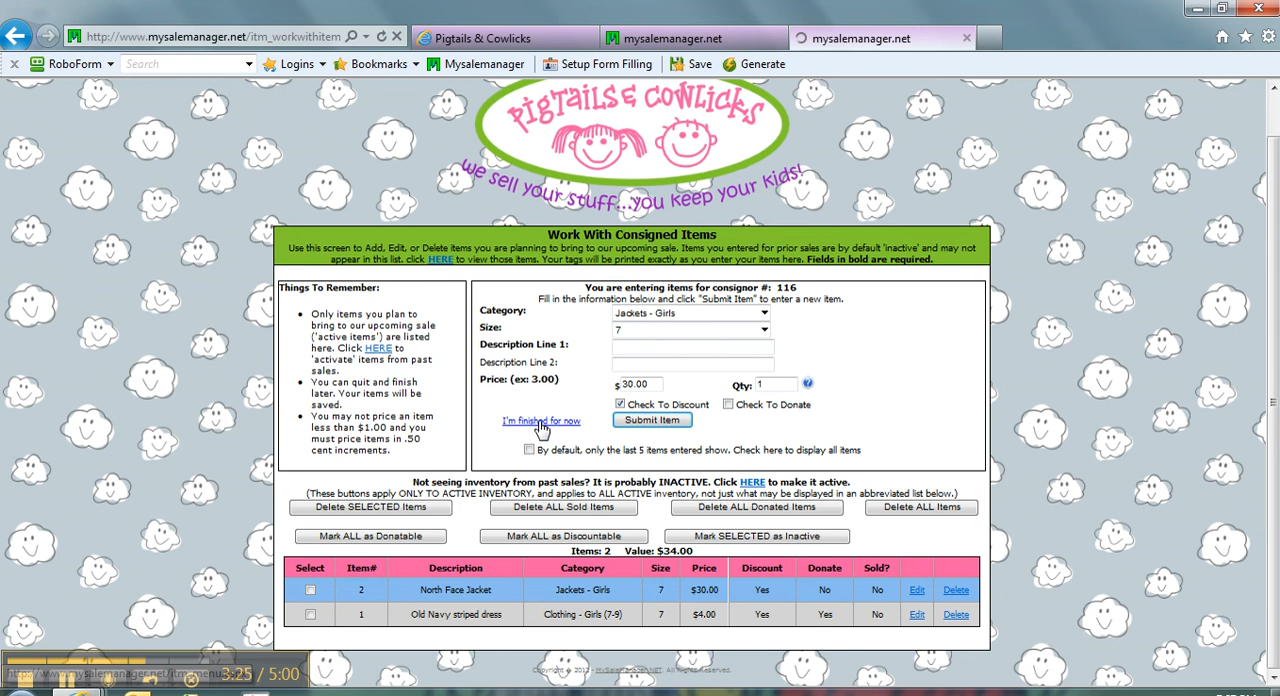 http://www.mysalemanager.net/itm_workwithitem
Pigtails & Cowlicks
mysalemanager.net
mysalemanager.net
RoboForm
Search
Logins
Bookmarks
Mysalemanager
Setup Form Filling
Save
Generate
PIGTAILS & COWLICKS
we sell your stuff...you keep your kids!
Work With Consigned Items
Use this screen to Add, Edit, or Delete items you are planning to bring to our upcoming sale. Items you entered for prior sales are by default 'inactive' and may not
appear in this list. click HERE to view those items. Your tags will be printed exactly as you enter your items here. Fields in bold are required.
Things To Remember:
• Only items you plan to
bring to our upcoming sale
('active items') are listed
here. Click HERE to
'activate' items from past
sales.
• You can quit and finish
later. Your items will be
saved.
• You may not price an item
less than $1.00 and you
must price items in .50
cent increments.
You are entering items for consignor #: 116
Fill in the information below and click "Submit Item" to enter a new item.
Category: Jackets - Girls
Size: 7
Description Line 1:
Description Line 2:
Price: (ex: 3.00) $ 30.00 Qty: 1
Check To Discount Check To Donate
I'm finished for now Submit Item
By default, only the last 5 items entered show. Check here to display all items
Not seeing inventory from past sales? It is probably INACTIVE. Click HERE to make it active.
(These buttons apply ONLY TO ACTIVE INVENTORY, and applies to ALL ACTIVE inventory, not just what may be displayed in an abbreviated list below.)
Delete SELECTED Items Delete ALL Sold Items Delete ALL Donated Items Delete ALL Items
Mark ALL as Donatable Mark ALL as Discountable Mark SELECTED as Inactive
Items: 2 Value: $34.00
Select Item# Description Category Size Price Discount Donate Sold?
2 North Face Jacket Jackets - Girls 7 $30.00 Yes No No Edit Delete
1 Old Navy striped dress Clothing - Girls (7-9) 7 $4.00 Yes Yes No Edit Delete
MySaleManager.NET. All Rights Reserved.
3:25 / 5:00